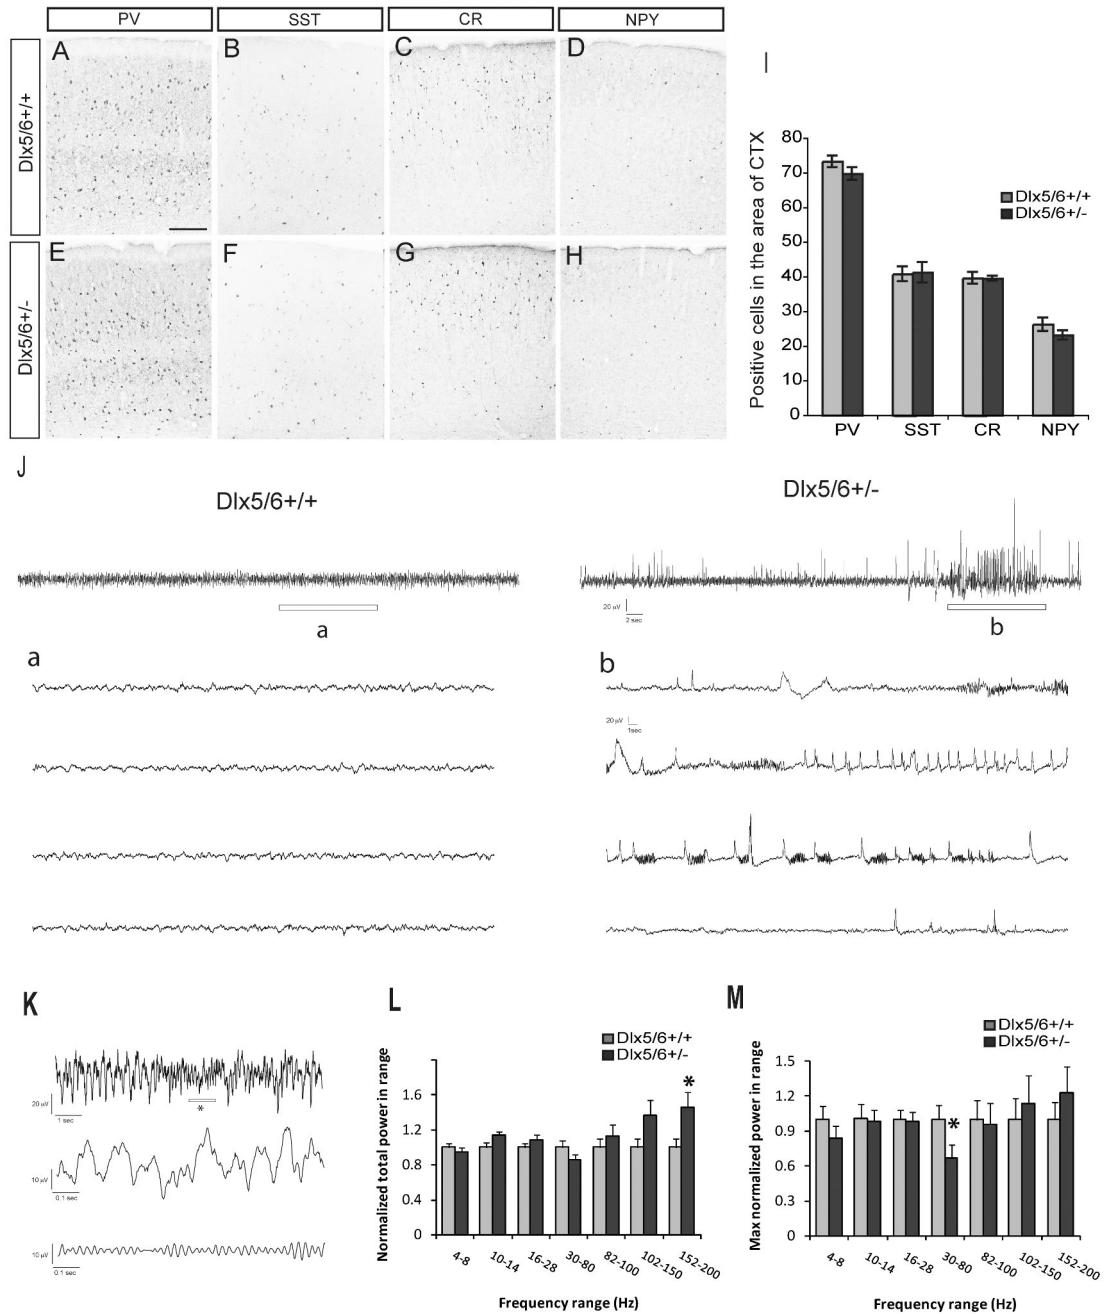 PV SST CR NPY
Dlx5/6+/+
A B C D
Dlx5/6+/-
E F G H
I
Positive cells in the area of CTX
80
70
60
50
40
30
20
10
0
PV SST CR NPY
Dlx5/6+/+
Dlx5/6+/-
J
Dlx5/6+/+
Dlx5/6+/-
a
20 µV
2 sec
b
a
b
20 µV
1sec
K
20 µV
1 sec
*
10 µV
0.1 sec
10 µV
0.1 sec
L
Dlx5/6+/+
Dlx5/6+/-
Normalized total power in range
1.6
1.2
0.8
0.4
0
*
4-8 10-14 16-28 30-80 82-100 102-150 152-200
Frequency range (Hz)
M
Dlx5/6+/+
Dlx5/6+/-
Max normalized power in range
1.5
1.2
0.9
0.6
0.3
0
*
4-8 10-14 16-28 30-80 82-100 102-150 152-200
Frequency range (Hz)